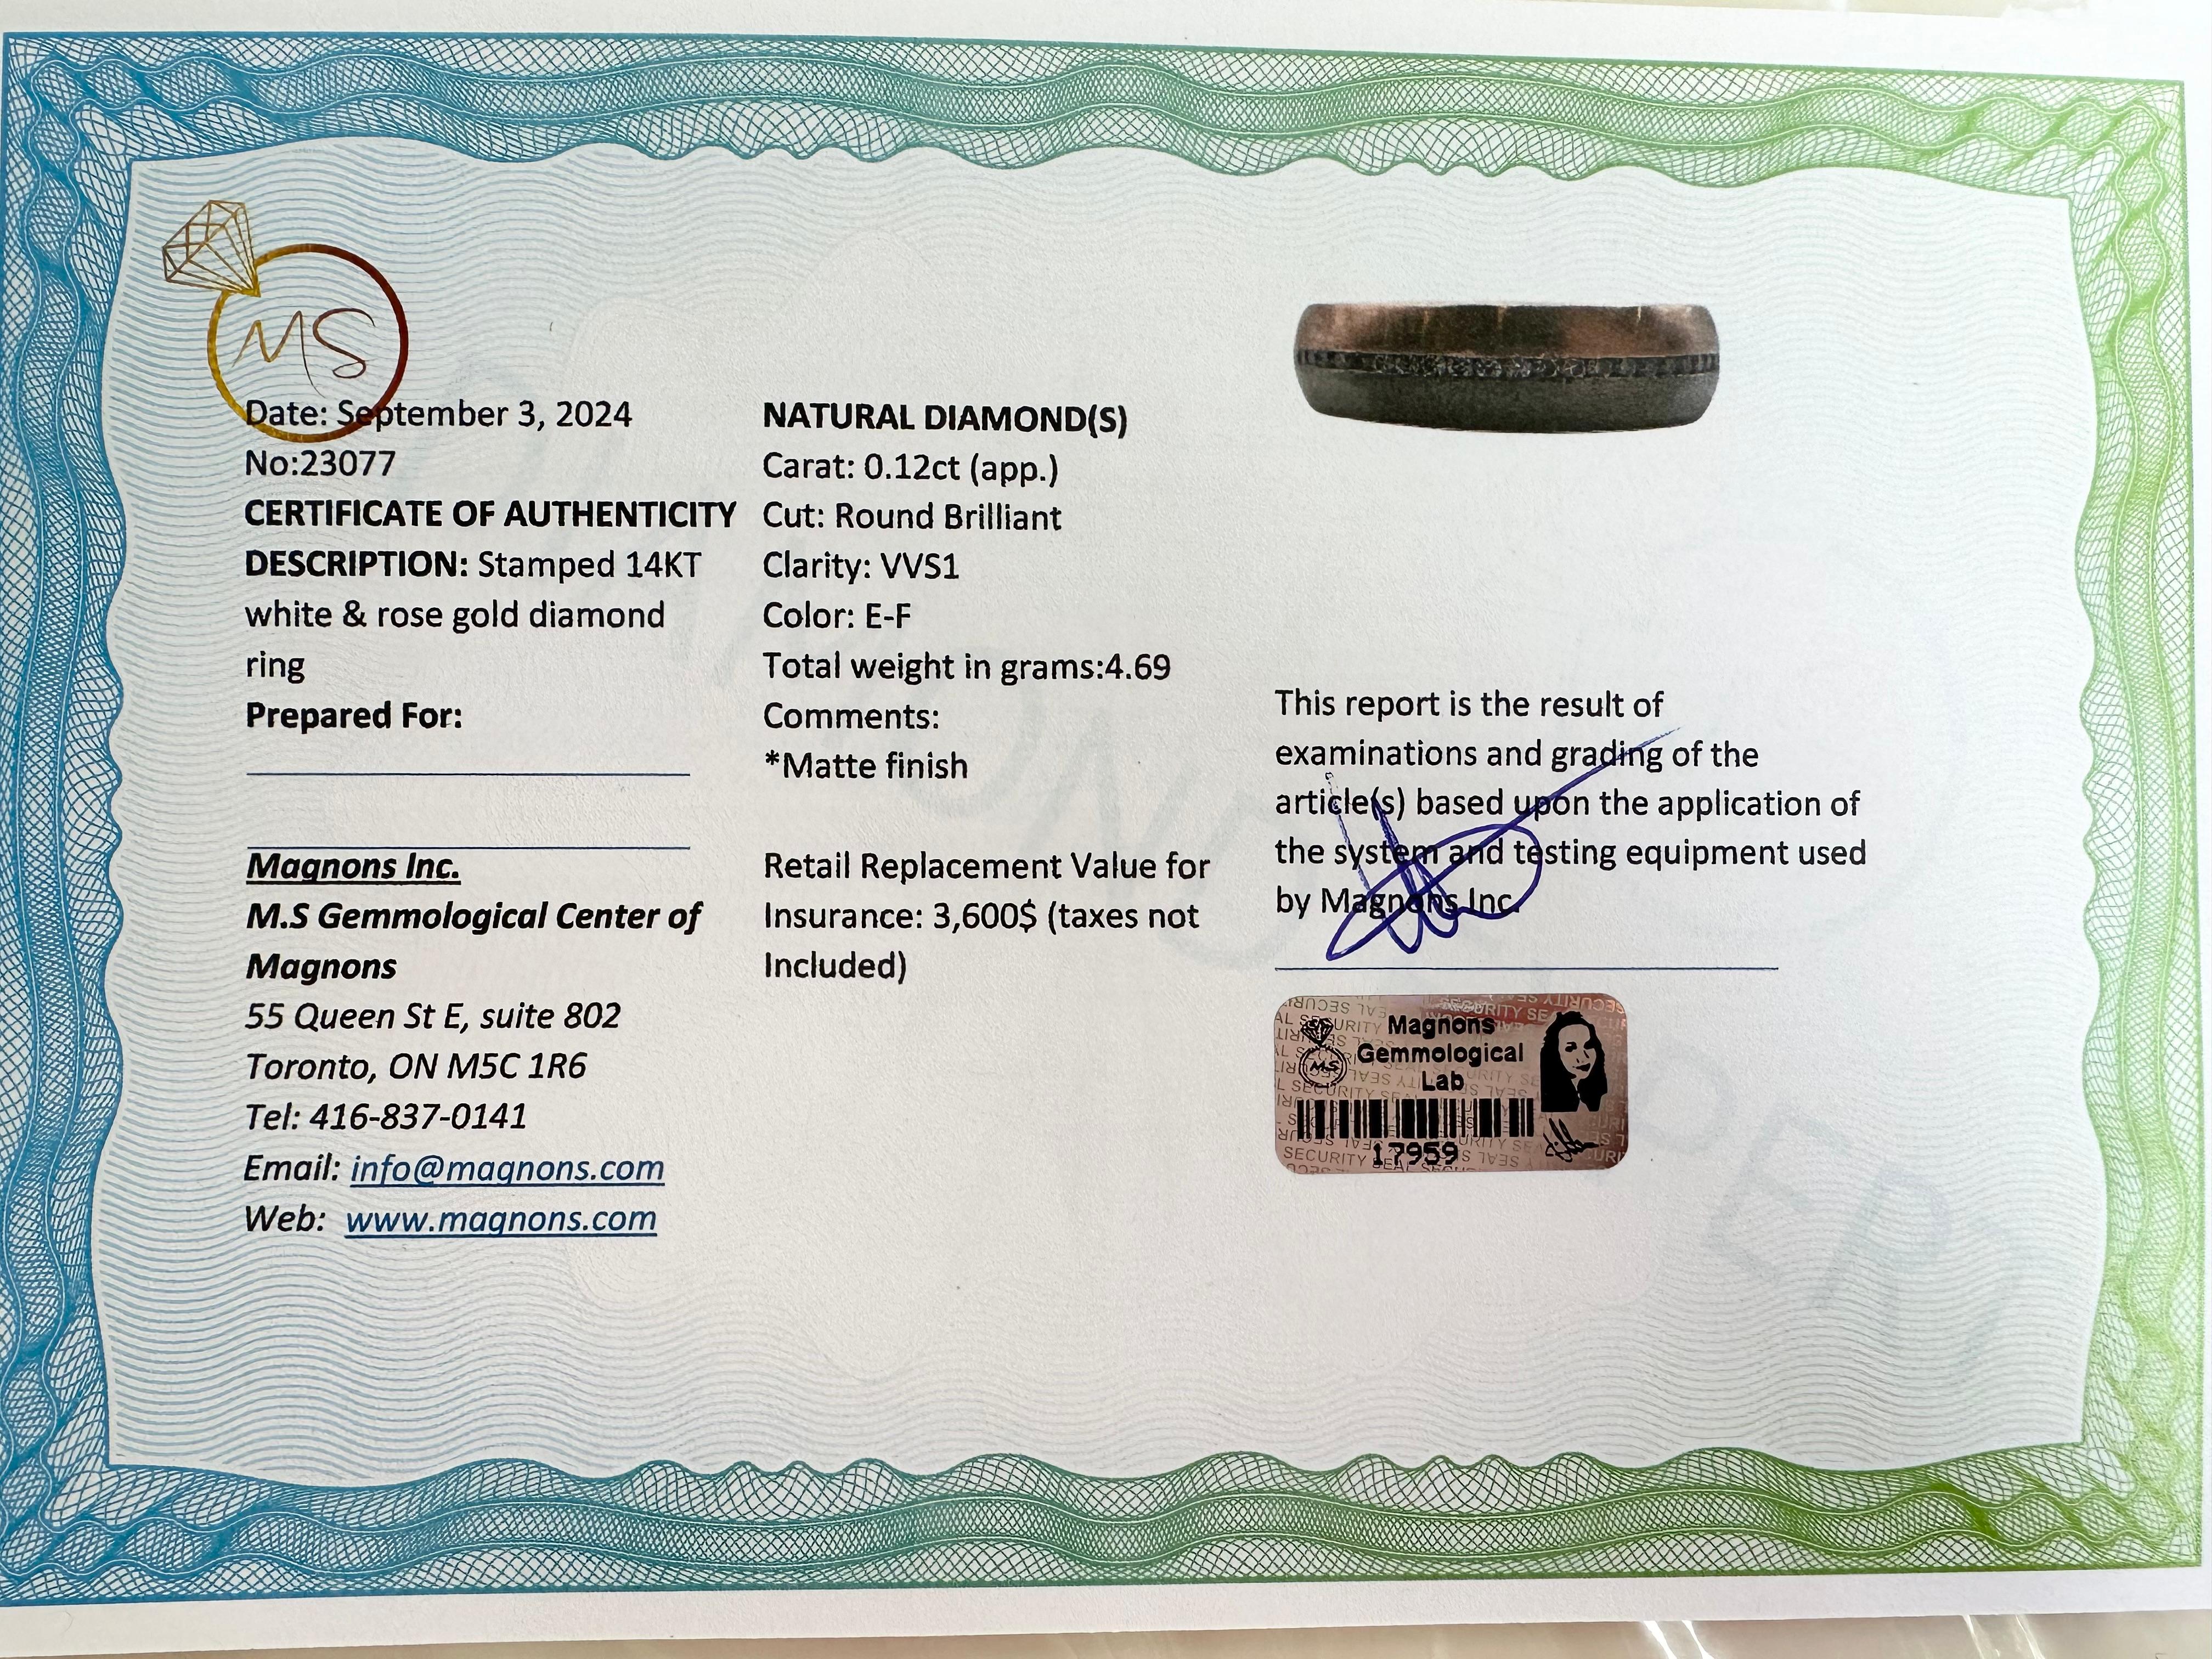 MS
Date: September 3, 2024
No:23077
CERTIFICATE OF AUTHENTICITY
DESCRIPTION: Stamped 14KT
white & rose gold diamond
ring
Prepared For:
Magnons Inc.
M.S Gemmological Center of
Magnons
55 Queen St E, suite 802
Toronto, ON M5C 1R6
Tel: 416-837-0141
Email: info@magnons.com
Web: www.magnons.com
NATURAL DIAMOND(S)
Carat: 0.12ct (app.)
Cut: Round Brilliant
Clarity: VVS1
Color: E-F
Total weight in grams:4.69
Comments:
*Matte finish
Retail Replacement Value for
Insurance: 3,600$ (taxes not
Included)
This report is the result of
examinations and grading of the
article(s) based upon the application of
the system and testing equipment used
by Magnons Inc.
Magnons
Gemmological
Lab
MS
17959
SECURITY SEAL